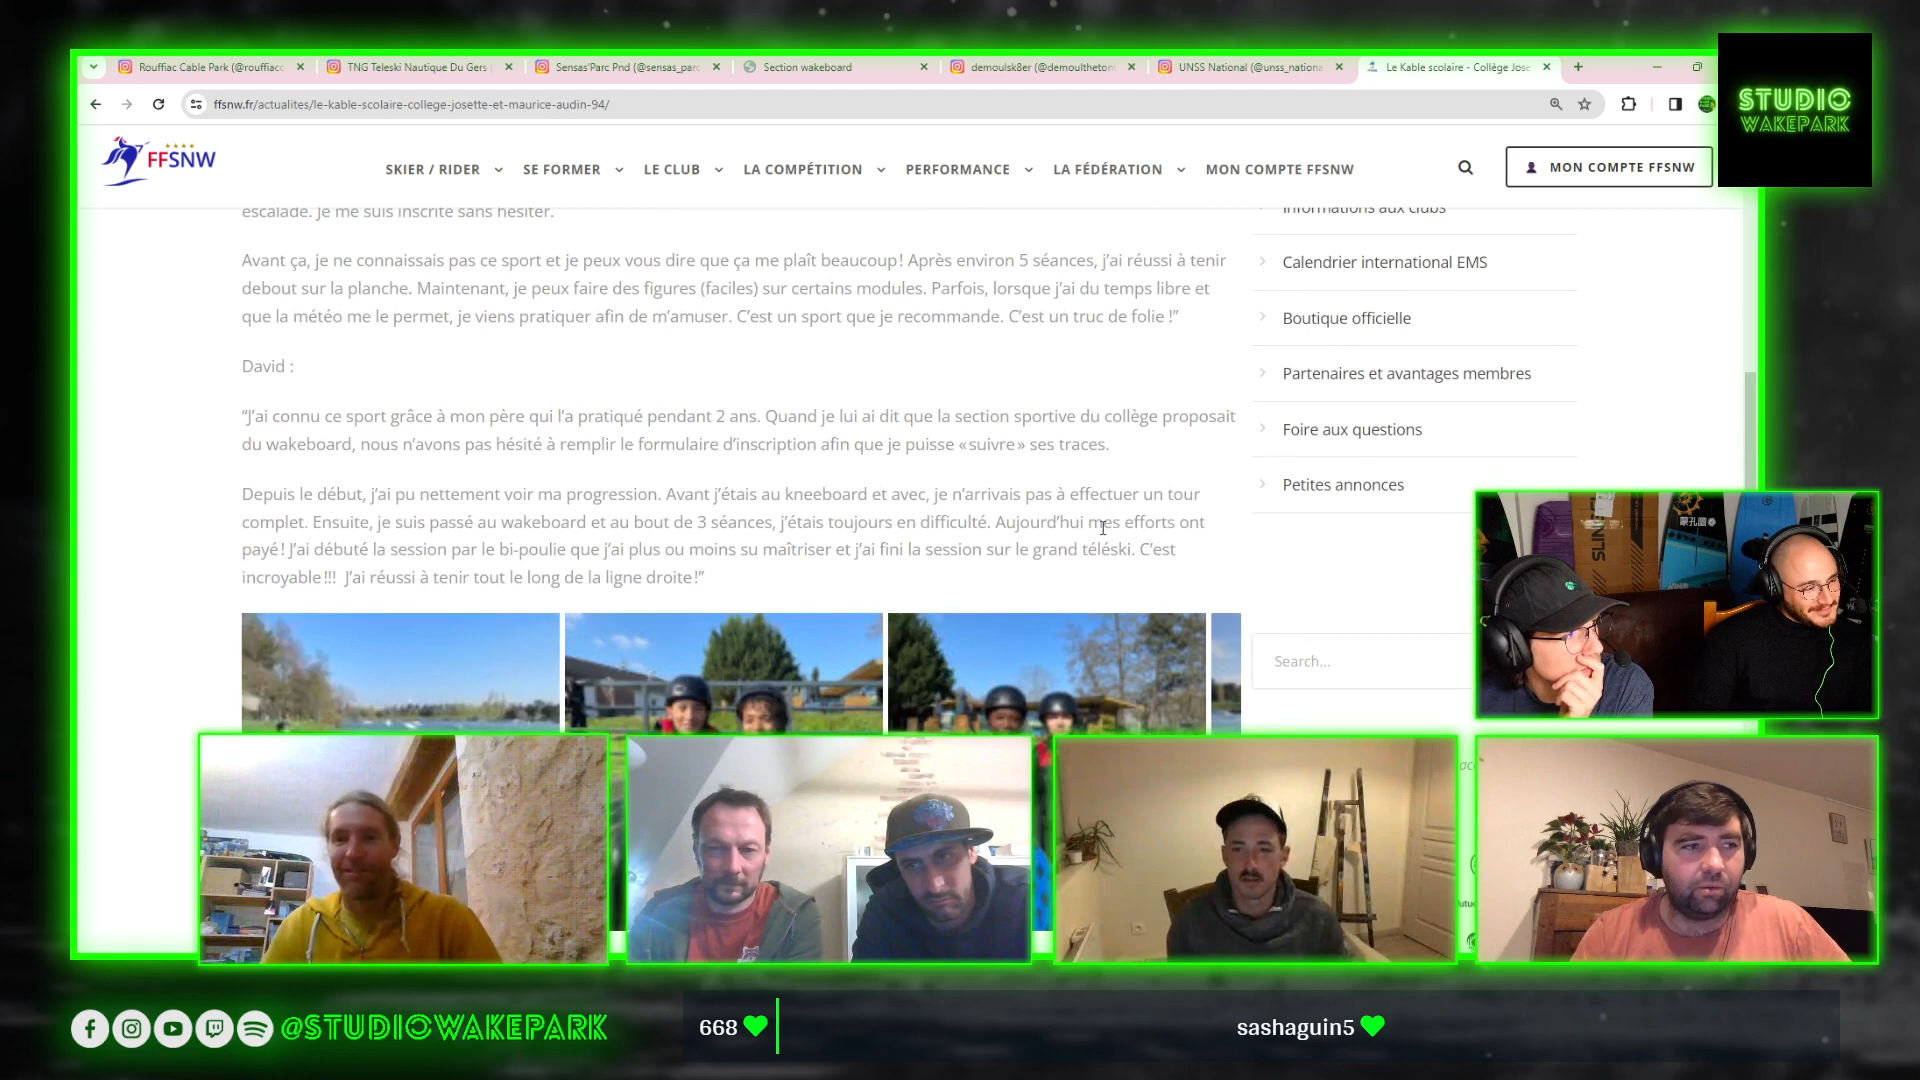 Rouffiac Cable Park (@rouffiacc
TNG Teleski Nautique Du Gers
Sensas'Parc Pnd (@sensas_parc
Section wakeboard
demoulsk8er (@demoulthetont
UNSS National (@unss_nationa
Le Kable scolaire - Collège Jose
ffsnw.fr/actualites/le-kable-scolaire-college-josette-et-maurice-audin-94/
STUDIO
WAKEPARK
FFSNW
SKIER / RIDER
SE FORMER
LE CLUB
LA COMPÉTITION
PERFORMANCE
LA FÉDÉRATION
MON COMPTE FFSNW
MON COMPTE FFSNW
escalade. Je me suis inscrite sans hésiter.
Avant ça, je ne connaissais pas ce sport et je peux vous dire que ça me plaît beaucoup ! Après environ 5 séances, j'ai réussi à tenir
debout sur la planche. Maintenant, je peux faire des figures (faciles) sur certains modules. Parfois, lorsque j'ai du temps libre et
que la météo me le permet, je viens pratiquer afin de m'amuser. C'est un sport que je recommande. C'est un truc de folie !”
David :
“J'ai connu ce sport grâce à mon père qui l'a pratiqué pendant 2 ans. Quand je lui ai dit que la section sportive du collège proposait
du wakeboard, nous n'avons pas hésité à remplir le formulaire d'inscription afin que je puisse « suivre » ses traces.
Depuis le début, j'ai pu nettement voir ma progression. Avant j'étais au kneeboard et avec, je n'arrivais pas à effectuer un tour
complet. Ensuite, je suis passé au wakeboard et au bout de 3 séances, j'étais toujours en difficulté. Aujourd'hui mes efforts ont
payé ! J'ai débuté la session par le bi-poulie que j'ai plus ou moins su maîtriser et j'ai fini la session sur le grand téléski. C'est
incroyable !!! J'ai réussi à tenir tout le long de la ligne droite !”
Informations aux clubs
Calendrier international EMS
Boutique officielle
Partenaires et avantages membres
Foire aux questions
Petites annonces
Search...
@STUDIOWAKEPARK
668
sashaguin5